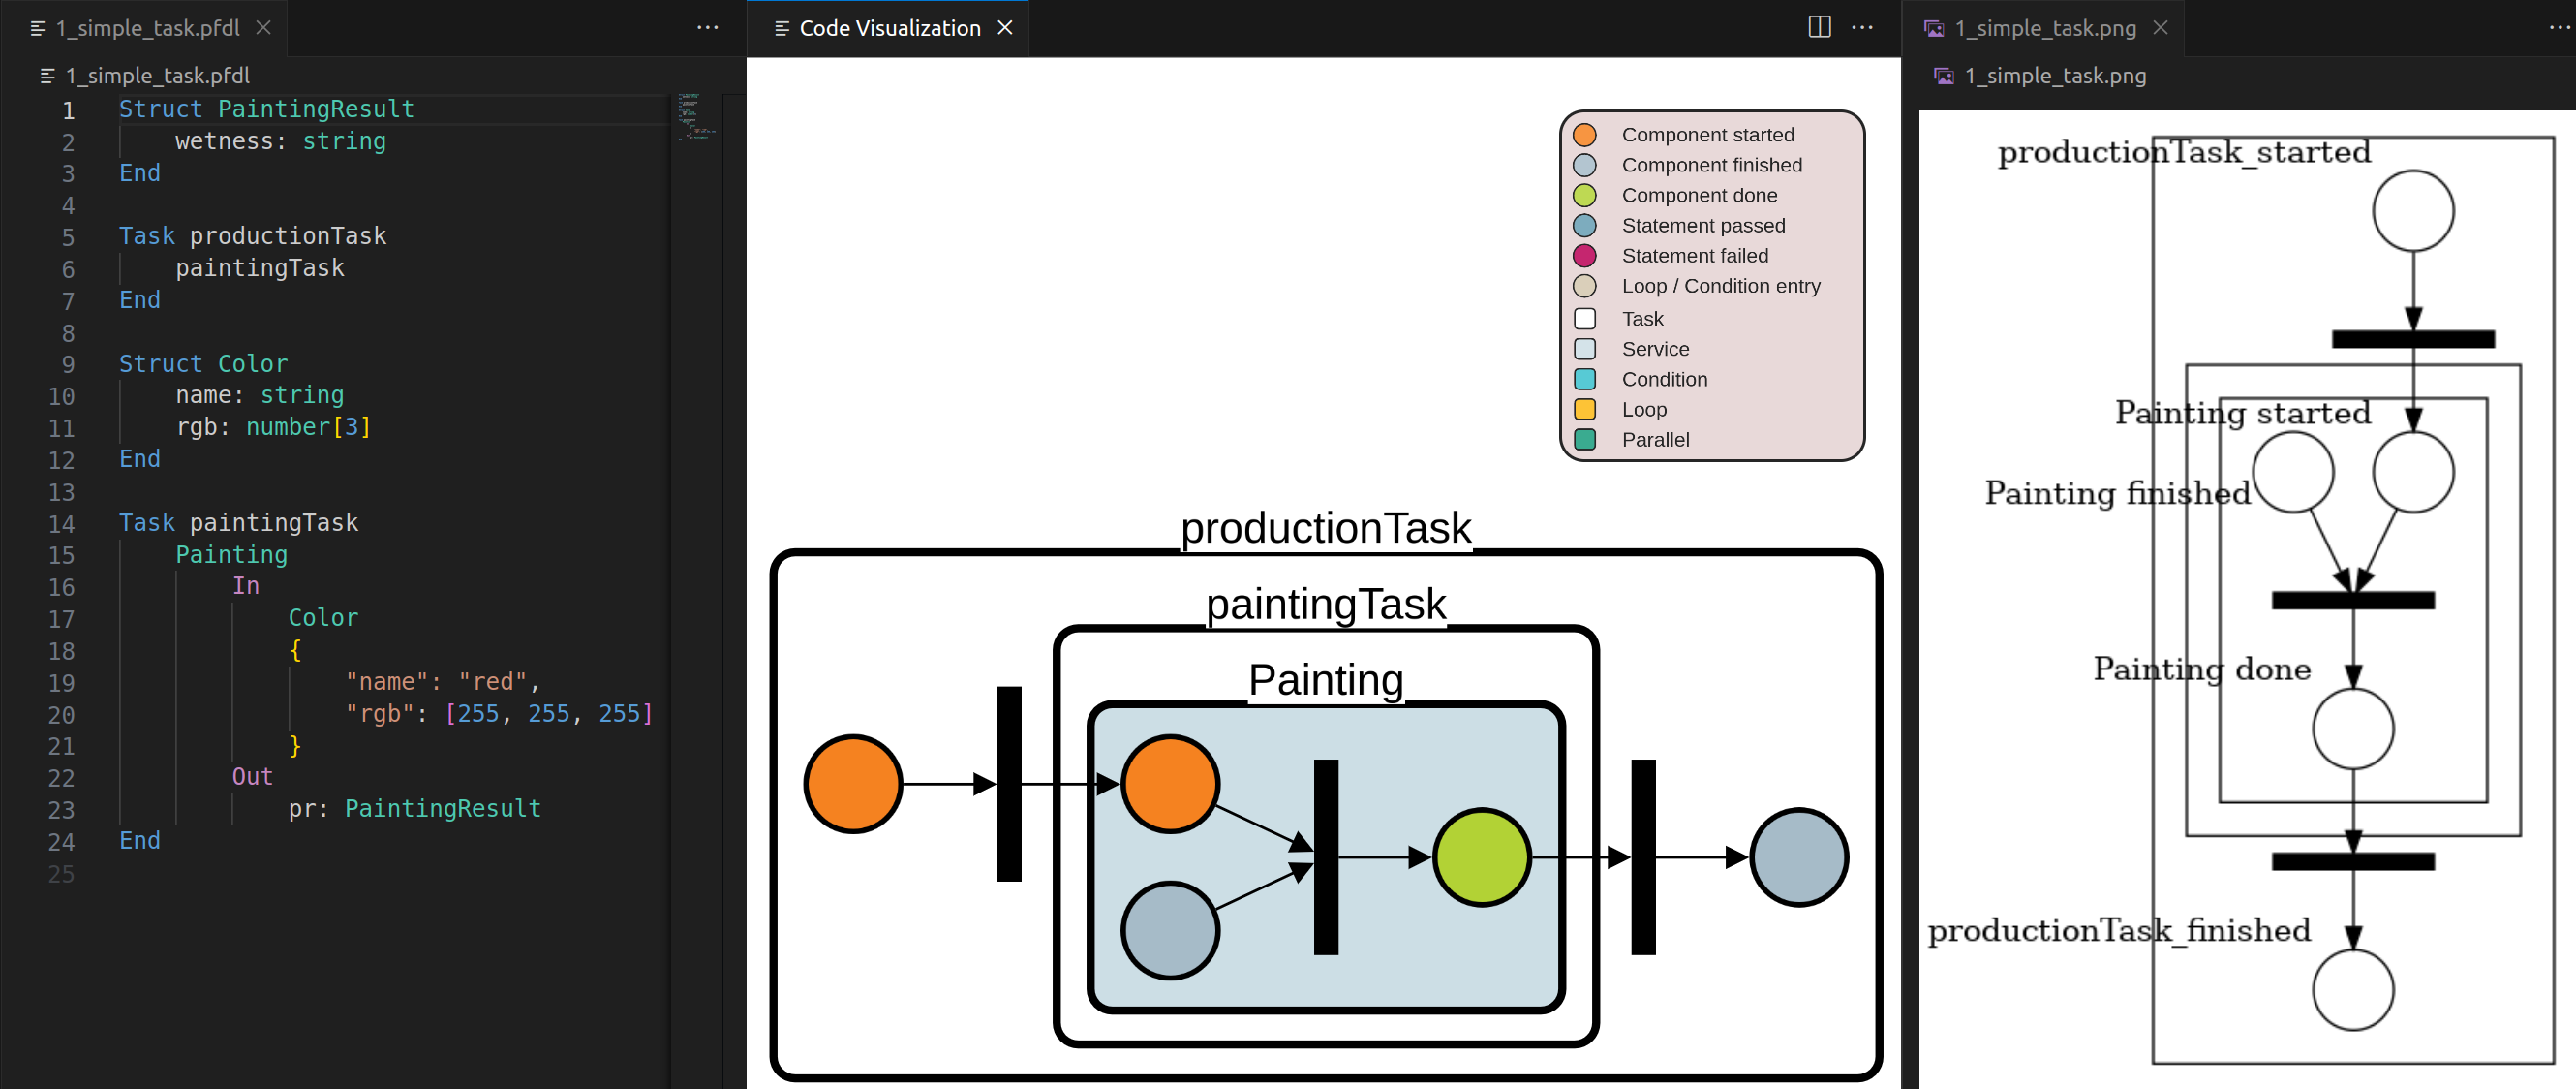 1_simple_task.pfdl
1_simple_task.pfdl
1 Struct PaintingResult
2 wetness: string
3 End
4
5 Task productionTask
6 paintingTask
7 End
8
9 Struct Color
10 name: string
11 rgb: number[3]
12 End
13
14 Task paintingTask
15 Painting
16 In
17 Color
18 {
19 "name": "red",
20 "rgb": [255, 255, 255]
21 }
22 Out
23 pr: PaintingResult
24 End
25
Code Visualization
Component started
Component finished
Component done
Statement passed
Statement failed
Loop / Condition entry
Task
Service
Condition
Loop
Parallel
productionTask
paintingTask
Painting
1_simple_task.png
1_simple_task.png
productionTask_started
Painting started
Painting finished
Painting done
productionTask_finished